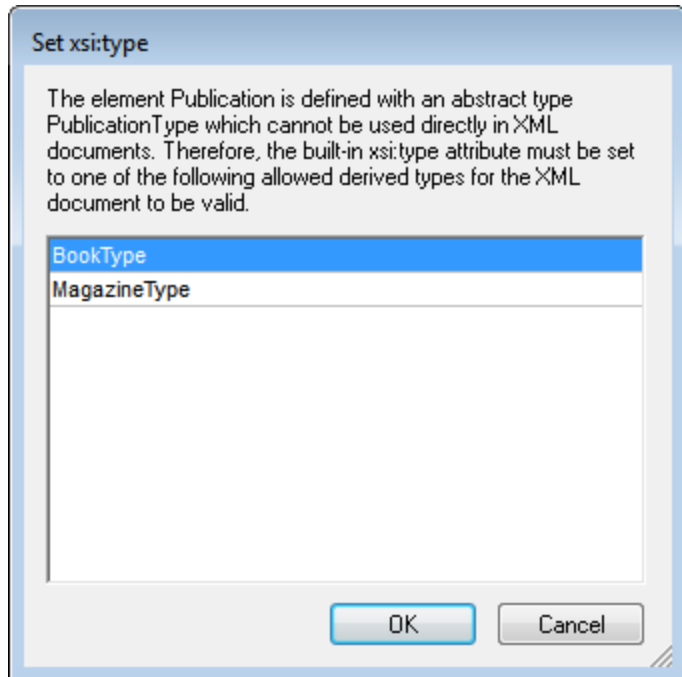 Set xsi:type
The element Publication is defined with an abstract type
PublicationType which cannot be used directly in XML
documents. Therefore, the built-in xsi:type attribute must be set
to one of the following allowed derived types for the XML
document to be valid.
BookType
MagazineType
OK
Cancel